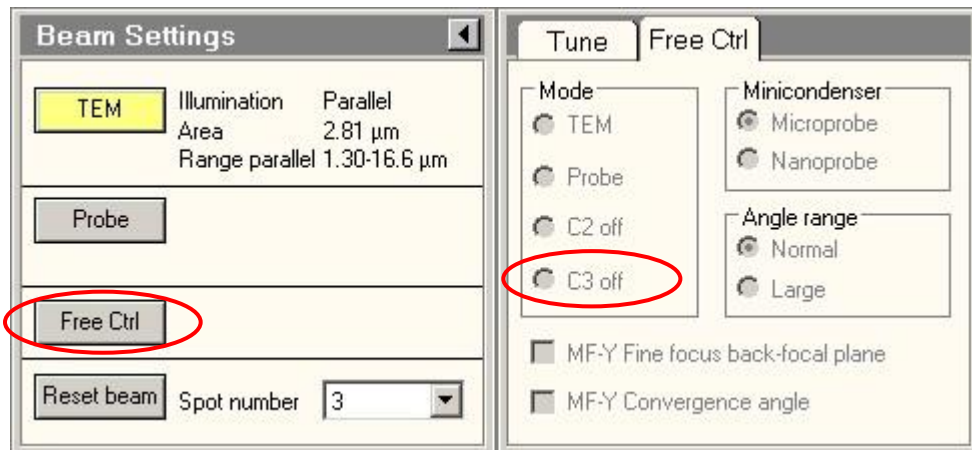 Beam Settings
TEM
Illumination Parallel
Area 2.81 µm
Range parallel 1.30-16.6 µm
Probe
Free Ctrl
Reset beam
Spot number 3
Tune Free Ctrl
Mode
TEM
Probe
C2 off
C3 off
Minicondenser
Microprobe
Nanoprobe
Angle range
Normal
Large
MF-Y Fine focus back-focal plane
MF-Y Convergence angle